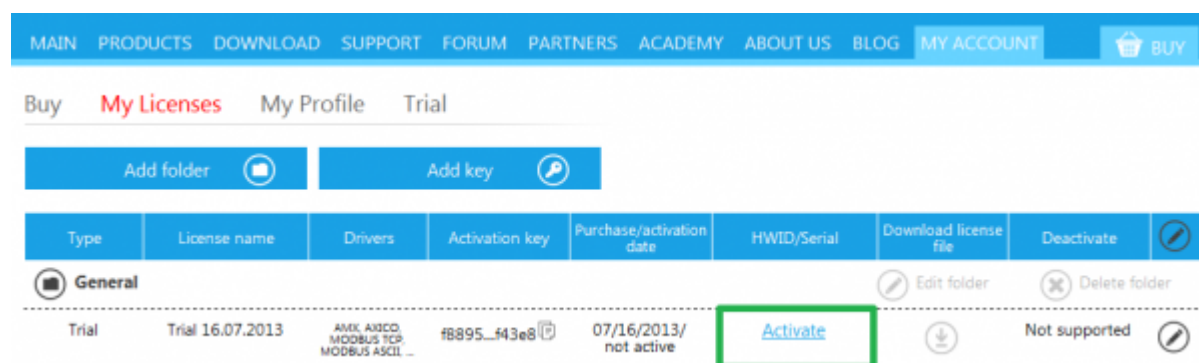 MAIN PRODUCTS DOWNLOAD SUPPORT FORUM PARTNERS ACADEMY ABOUT US BLOG MY ACCOUNT BUY
Buy My Licenses My Profile Trial
Add folder Add key
Type License name Drivers Activation key Purchase/activation date HWID/Serial Download license file Deactivate
General Edit folder Delete folder
Trial Trial 16.07.2013 AMX, AXICO, MODBUS TCP, MODBUS ASCII, ... f8895...f43e8 07/16/2013/ not active Activate Not supported